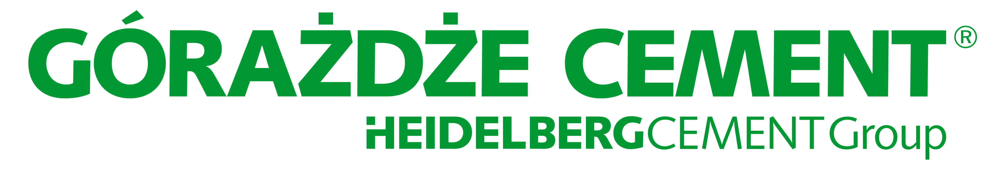 GÓRAŻDŻE CEMENT®
HEIDELBERGCEMENT Group